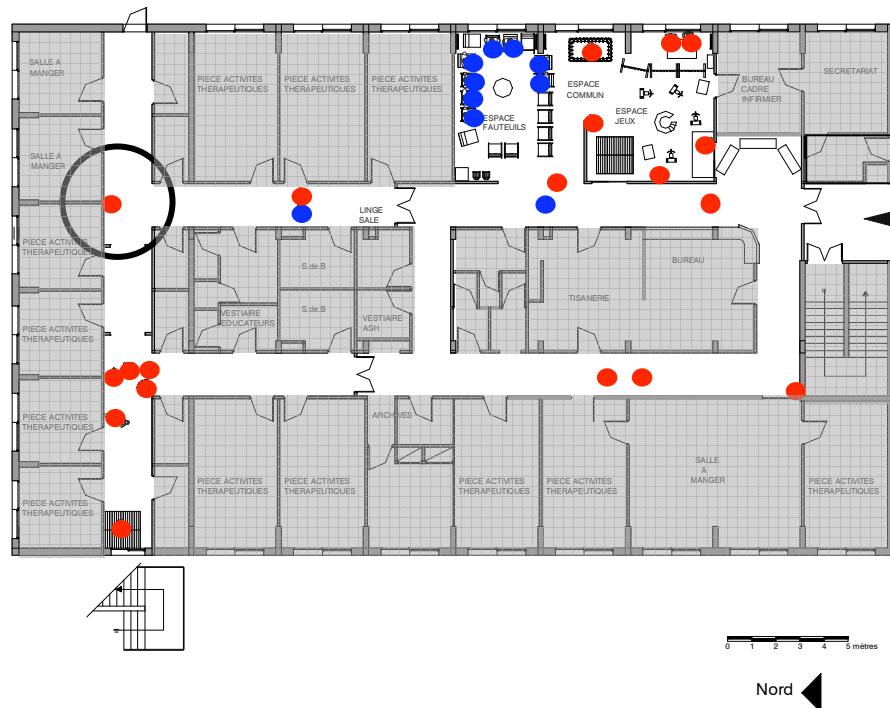 SALLE A
MANGER
PIECE ACTIVITES
THERAPEUTIQUES
PIECE ACTIVITES
THERAPEUTIQUES
PIECE ACTIVITES
THERAPEUTIQUES
ESPACE
COMMUN
BUREAU
CADRE
INFIRMIER
SECRETARIAT
ESPACE
FAUTEUILS
ESPACE
JEUX
SALLE A
MANGER
LINGE
SALE
PIECE ACTIVITES
THERAPEUTIQUES
S.de.B
BUREAU
PIECE ACTIVITES
THERAPEUTIQUES
VESTIAIRE
EDUCATEURS
S.de.B
VESTIAIRE
ASH
TISANERIE
PIECE ACTIVITES
THERAPEUTIQUES
ARCHIVES
PIECE ACTIVITES
THERAPEUTIQUES
PIECE ACTIVITES
THERAPEUTIQUES
PIECE ACTIVITES
THERAPEUTIQUES
PIECE ACTIVITES
THERAPEUTIQUES
PIECE ACTIVITES
THERAPEUTIQUES
SALLE
A
MANGER
PIECE ACTIVITES
THERAPEUTIQUES
0 1 2 3 4 5 mètres
Nord